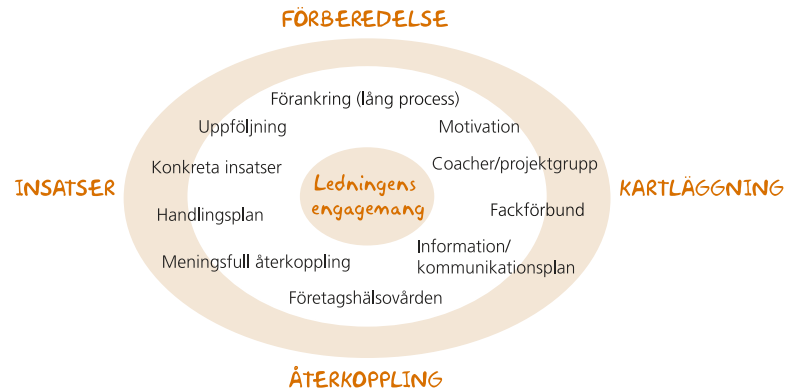 FÖRBEREDELSE
Förankring (lång process)
Uppföljning
Motivation
Konkreta insatser
Coacher/projektgrupp
INSATSER
Ledningens
engagemang
KARTLÄGGNING
Handlingsplan
Fackförbund
Information/
kommunikationsplan
Meningsfull återkoppling
Företagshälsovården
ÅTERKOPPLING